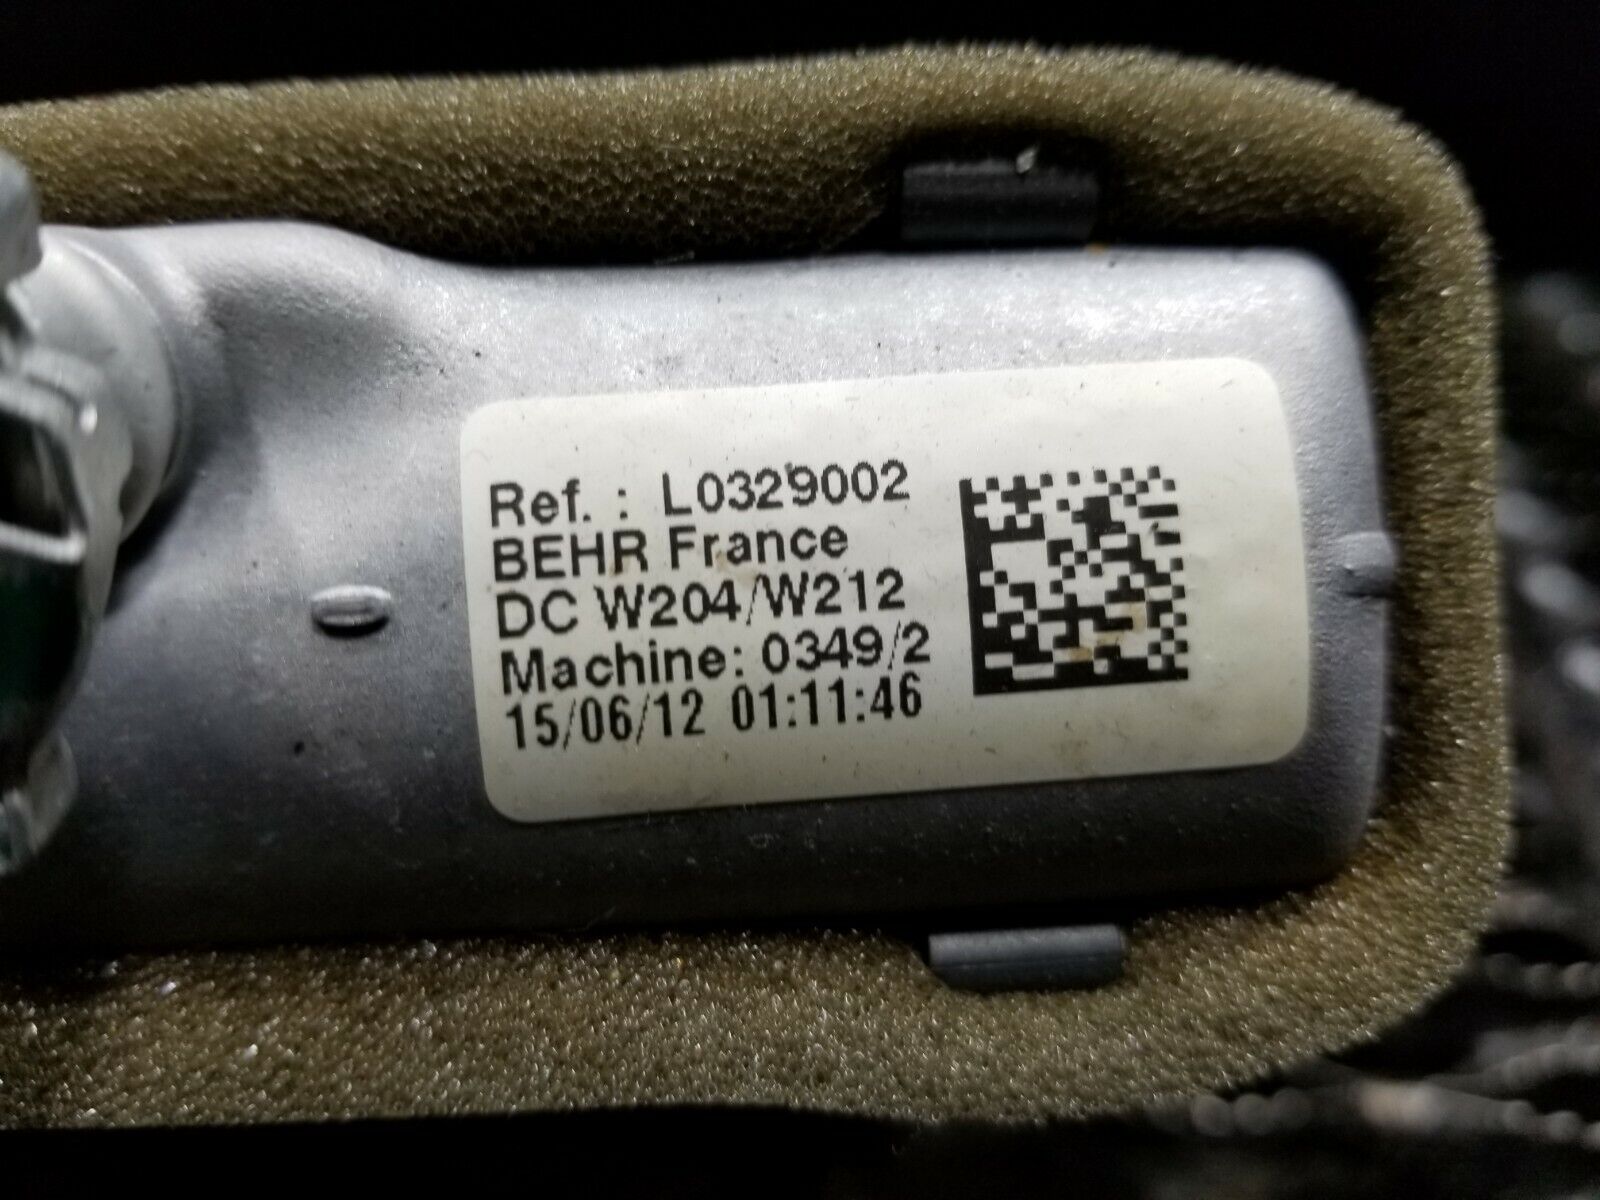 Ref. : L0329002
BEHR France
DC W204/W212
Machine: 0349/2
15/06/12 01:11:46